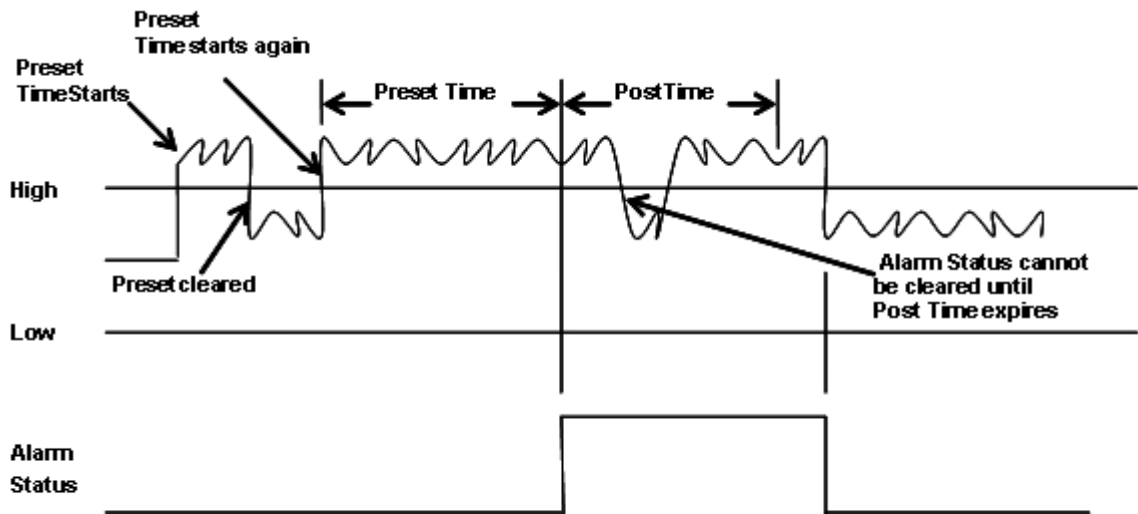 Preset
Time starts again
Preset
TimeStarts
Preset Time
PostTime
High
Preset cleared
Alarm Status cannot
be cleared until
Post Time expires
Low
Alarm
Status